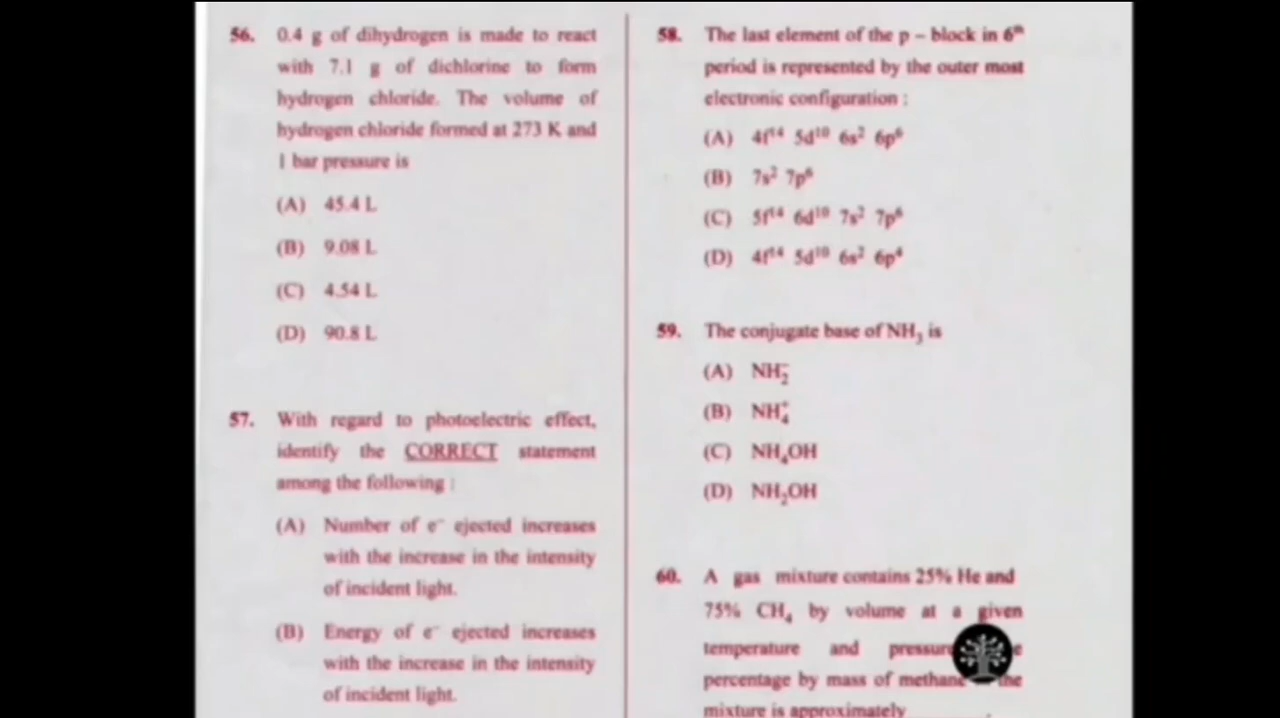 56. 0.4 g of dihydrogen is made to react
with 7.1 g of dichlorine to form
hydrogen chloride. The volume of
hydrogen chloride formed at 273 K and
1 bar pressure is
(A) 45.4 L
(B) 9.08 L
(C) 4.54 L
(D) 90.8 L
57. With regard to photoelectric effect,
identify the CORRECT statement
among the following :
(A) Number of e⁻ ejected increases
with the increase in the intensity
of incident light.
(B) Energy of e⁻ ejected increases
with the increase in the intensity
of incident light.
58. The last element of the p – block in 6ᵗʰ
period is represented by the outer most
electronic configuration :
(A) 4f¹⁴ 5d¹⁰ 6s² 6p⁶
(B) 7s² 7p⁶
(C) 5f¹⁴ 6d¹⁰ 7s² 7p⁶
(D) 4f¹⁴ 5d¹⁰ 6s² 6p⁴
59. The conjugate base of NH₃ is
(A) NH₂⁻
(B) NH₄⁺
(C) NH₄OH
(D) NH₂OH
60. A gas mixture contains 25% He and
75% CH₄ by volume at a given
temperature and
percentage by mass of methane the
mixture is approximately ______.